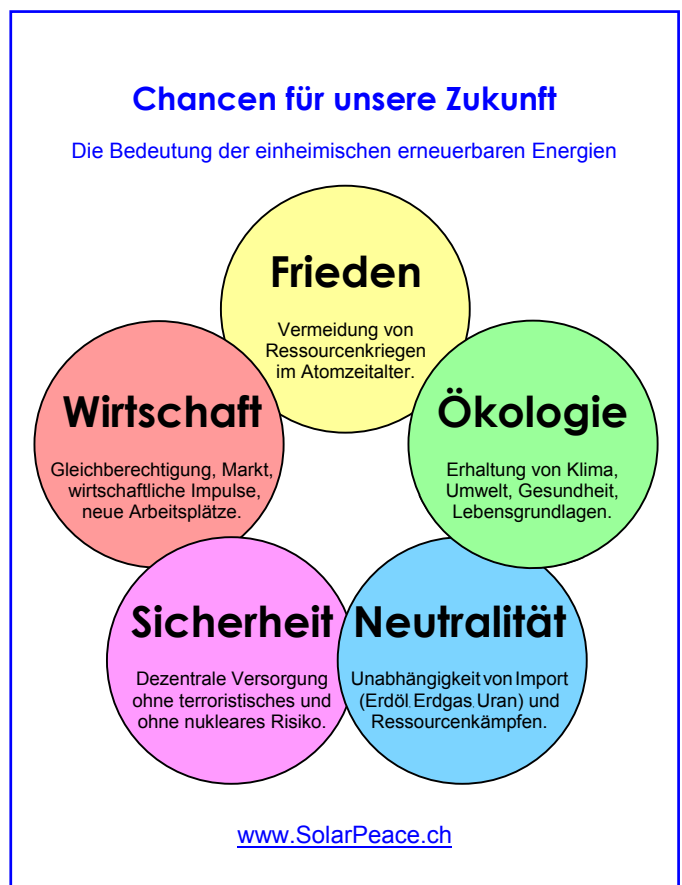 Chancen für unsere Zukunft
Die Bedeutung der einheimischen erneuerbaren Energien
Frieden
Vermeidung von
Ressourcenkriegen
im Atomzeitalter.
Wirtschaft
Gleichberechtigung, Markt,
wirtschaftliche Impulse,
neue Arbeitsplätze.
Ökologie
Erhaltung von Klima,
Umwelt, Gesundheit,
Lebensgrundlagen.
Sicherheit
Dezentrale Versorgung
ohne terroristisches und
ohne nukleares Risiko.
Neutralität
Unabhängigkeit von Import
(Erdöl, Erdgas, Uran) und
Ressourcenkämpfen.
www.SolarPeace.ch